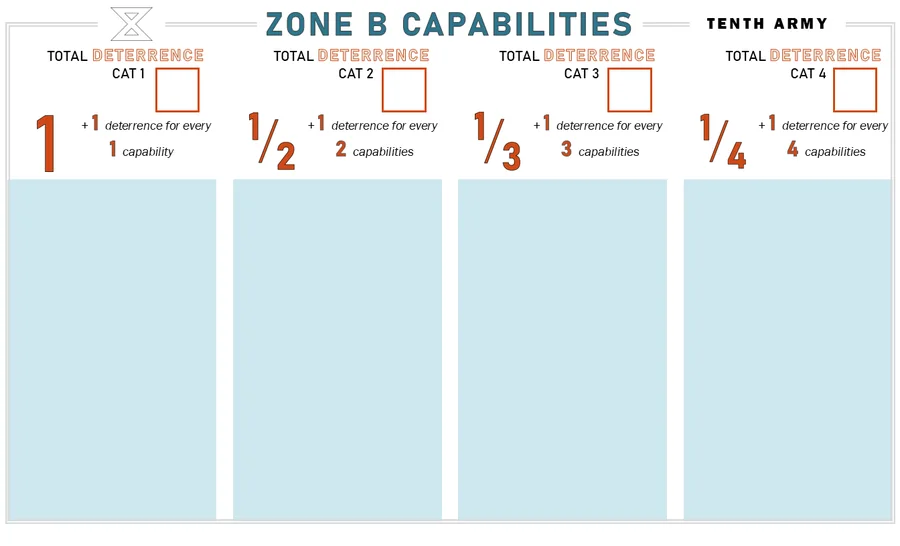 ZONE B CAPABILITIES
TENTH ARMY
TOTAL DETERRENCE
CAT 1
1
+ 1 deterrence for every
1 capability
TOTAL DETERRENCE
CAT 2
1/2
+ 1 deterrence for every
2 capabilities
TOTAL DETERRENCE
CAT 3
1/3
+ 1 deterrence for every
3 capabilities
TOTAL DETERRENCE
CAT 4
1/4
+ 1 deterrence for every
4 capabilities